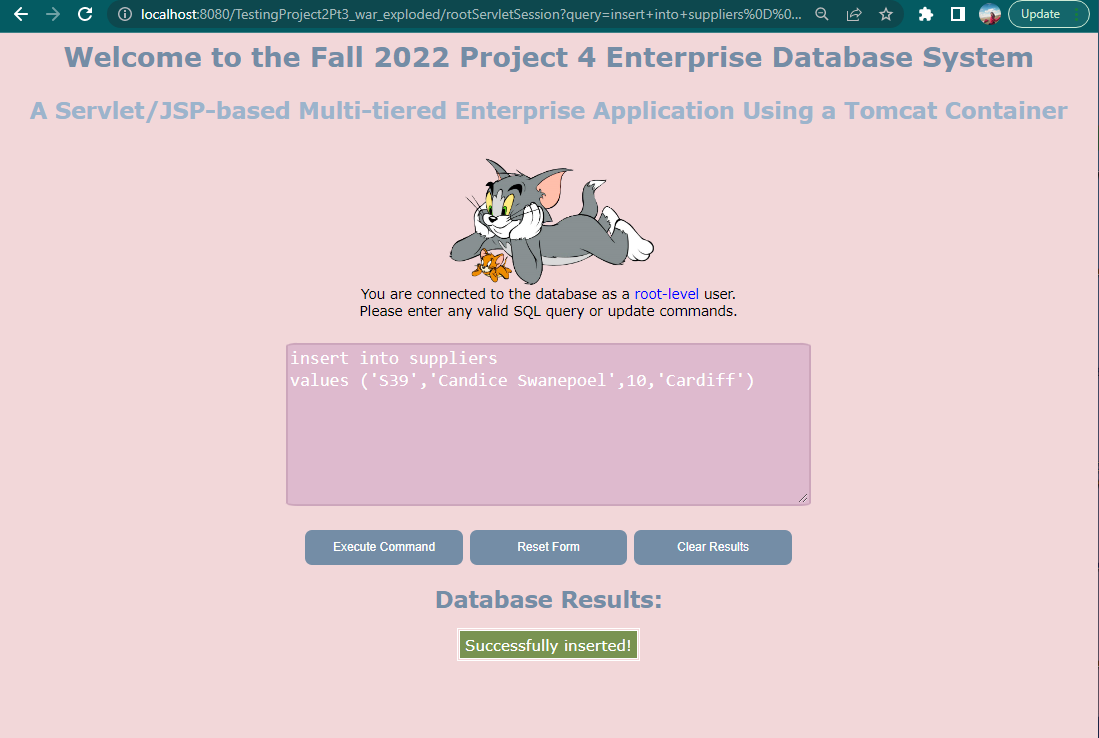 localhost:8080/TestingProject2Pt3_war_exploded/rootServletSession?query=insert+into+suppliers%0D%0...
Update
Welcome to the Fall 2022 Project 4 Enterprise Database System
A Servlet/JSP-based Multi-tiered Enterprise Application Using a Tomcat Container
You are connected to the database as a root-level user.
Please enter any valid SQL query or update commands.
insert into suppliers
values ('S39','Candice Swanepoel',10,'Cardiff')
Execute Command
Reset Form
Clear Results
Database Results:
Successfully inserted!